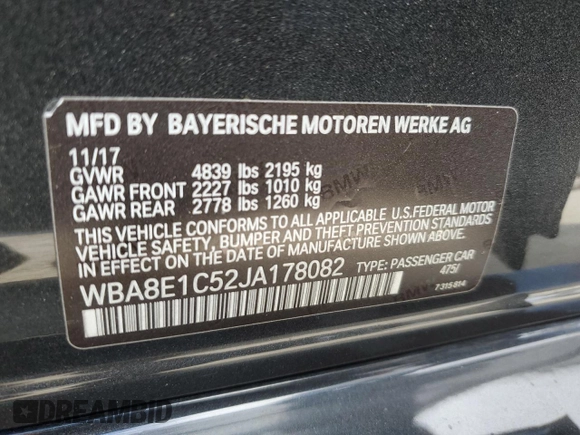 MFD BY BAYERISCHE MOTOREN WERKE AG
11/17
GVWR 4839 lbs 2195 kg
GAWR FRONT 2227 lbs 1010 kg
GAWR REAR 2778 lbs 1260 kg
THIS VEHICLE CONFORMS TO ALL APPLICABLE U.S.FEDERAL MOTOR
VEHICLE SAFETY, BUMPER AND THEFT PREVENTION STANDARDS
IN EFFECT ON THE DATE OF MANUFACTURE SHOWN ABOVE.
WBA8E1C52JA178082 TYPE: PASSENGER CAR
475/
7 315 814
DREAMBID